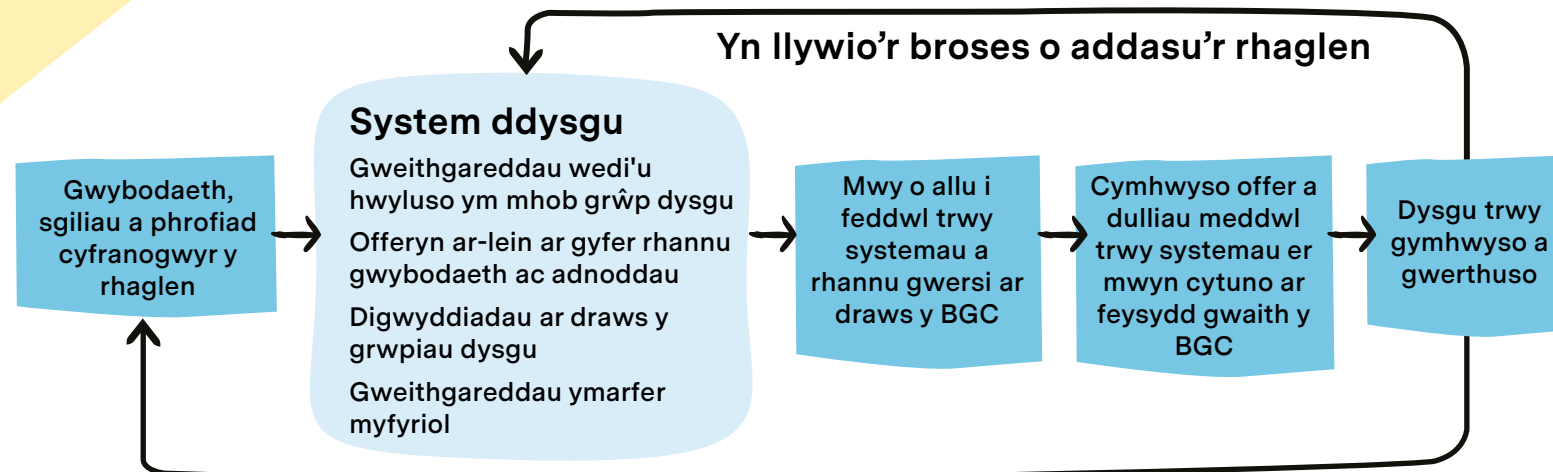 Yn llywio’r broses o addasu’r rhaglen
Gwybodaeth,
sgiliau a phrofiad
cyfranogwyr y
rhaglen
System ddysgu
Gweithgareddau wedi'u
hwyluso ym mhob grŵp dysgu
Offeryn ar-lein ar gyfer rhannu
gwybodaeth ac adnoddau
Digwyddiadau ar draws y
grwpiau dysgu
Gweithgareddau ymarfer
myfyriol
Mwy o allu i
feddwl trwy
systemau a
rhannu gwersi ar
draws y BGC
Cymhwyso offer a
dulliau meddwl
trwy systemau er
mwyn cytuno ar
feysydd gwaith y
BGC
Dysgu trwy
gymhwyso a
gwerthuso